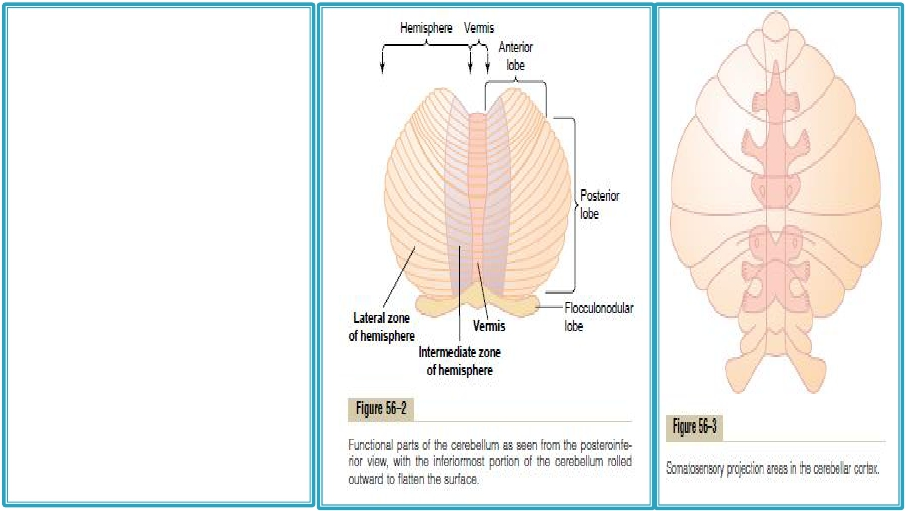 Hemisphere Vermis
Anterior
lobe
Posterior
lobe
Flocculonodular
lobe
Lateral zone
of hemisphere
Vermis
Intermediate zone
of hemisphere
Figure 56–2
Functional parts of the cerebellum as seen from the posteroinfe-
rior view, with the inferiormost portion of the cerebellum rolled
outward to flatten the surface.
Figure 56–3
Somatosensory projection areas in the cerebellar cortex.